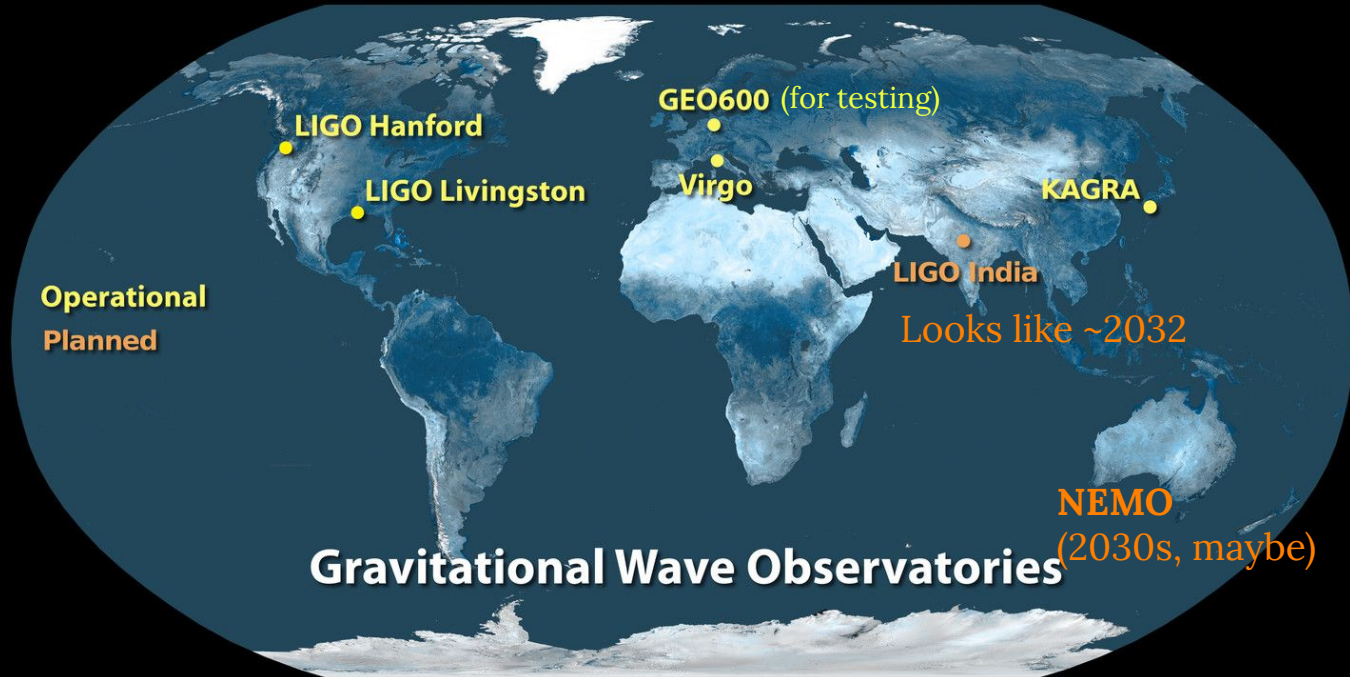 GEO600 (for testing)
LIGO Hanford
LIGO Livingston
Virgo
KAGRA
LIGO India
Operational
Planned
Looks like ~2032
NEMO
(2030s, maybe)
Gravitational Wave Observatories